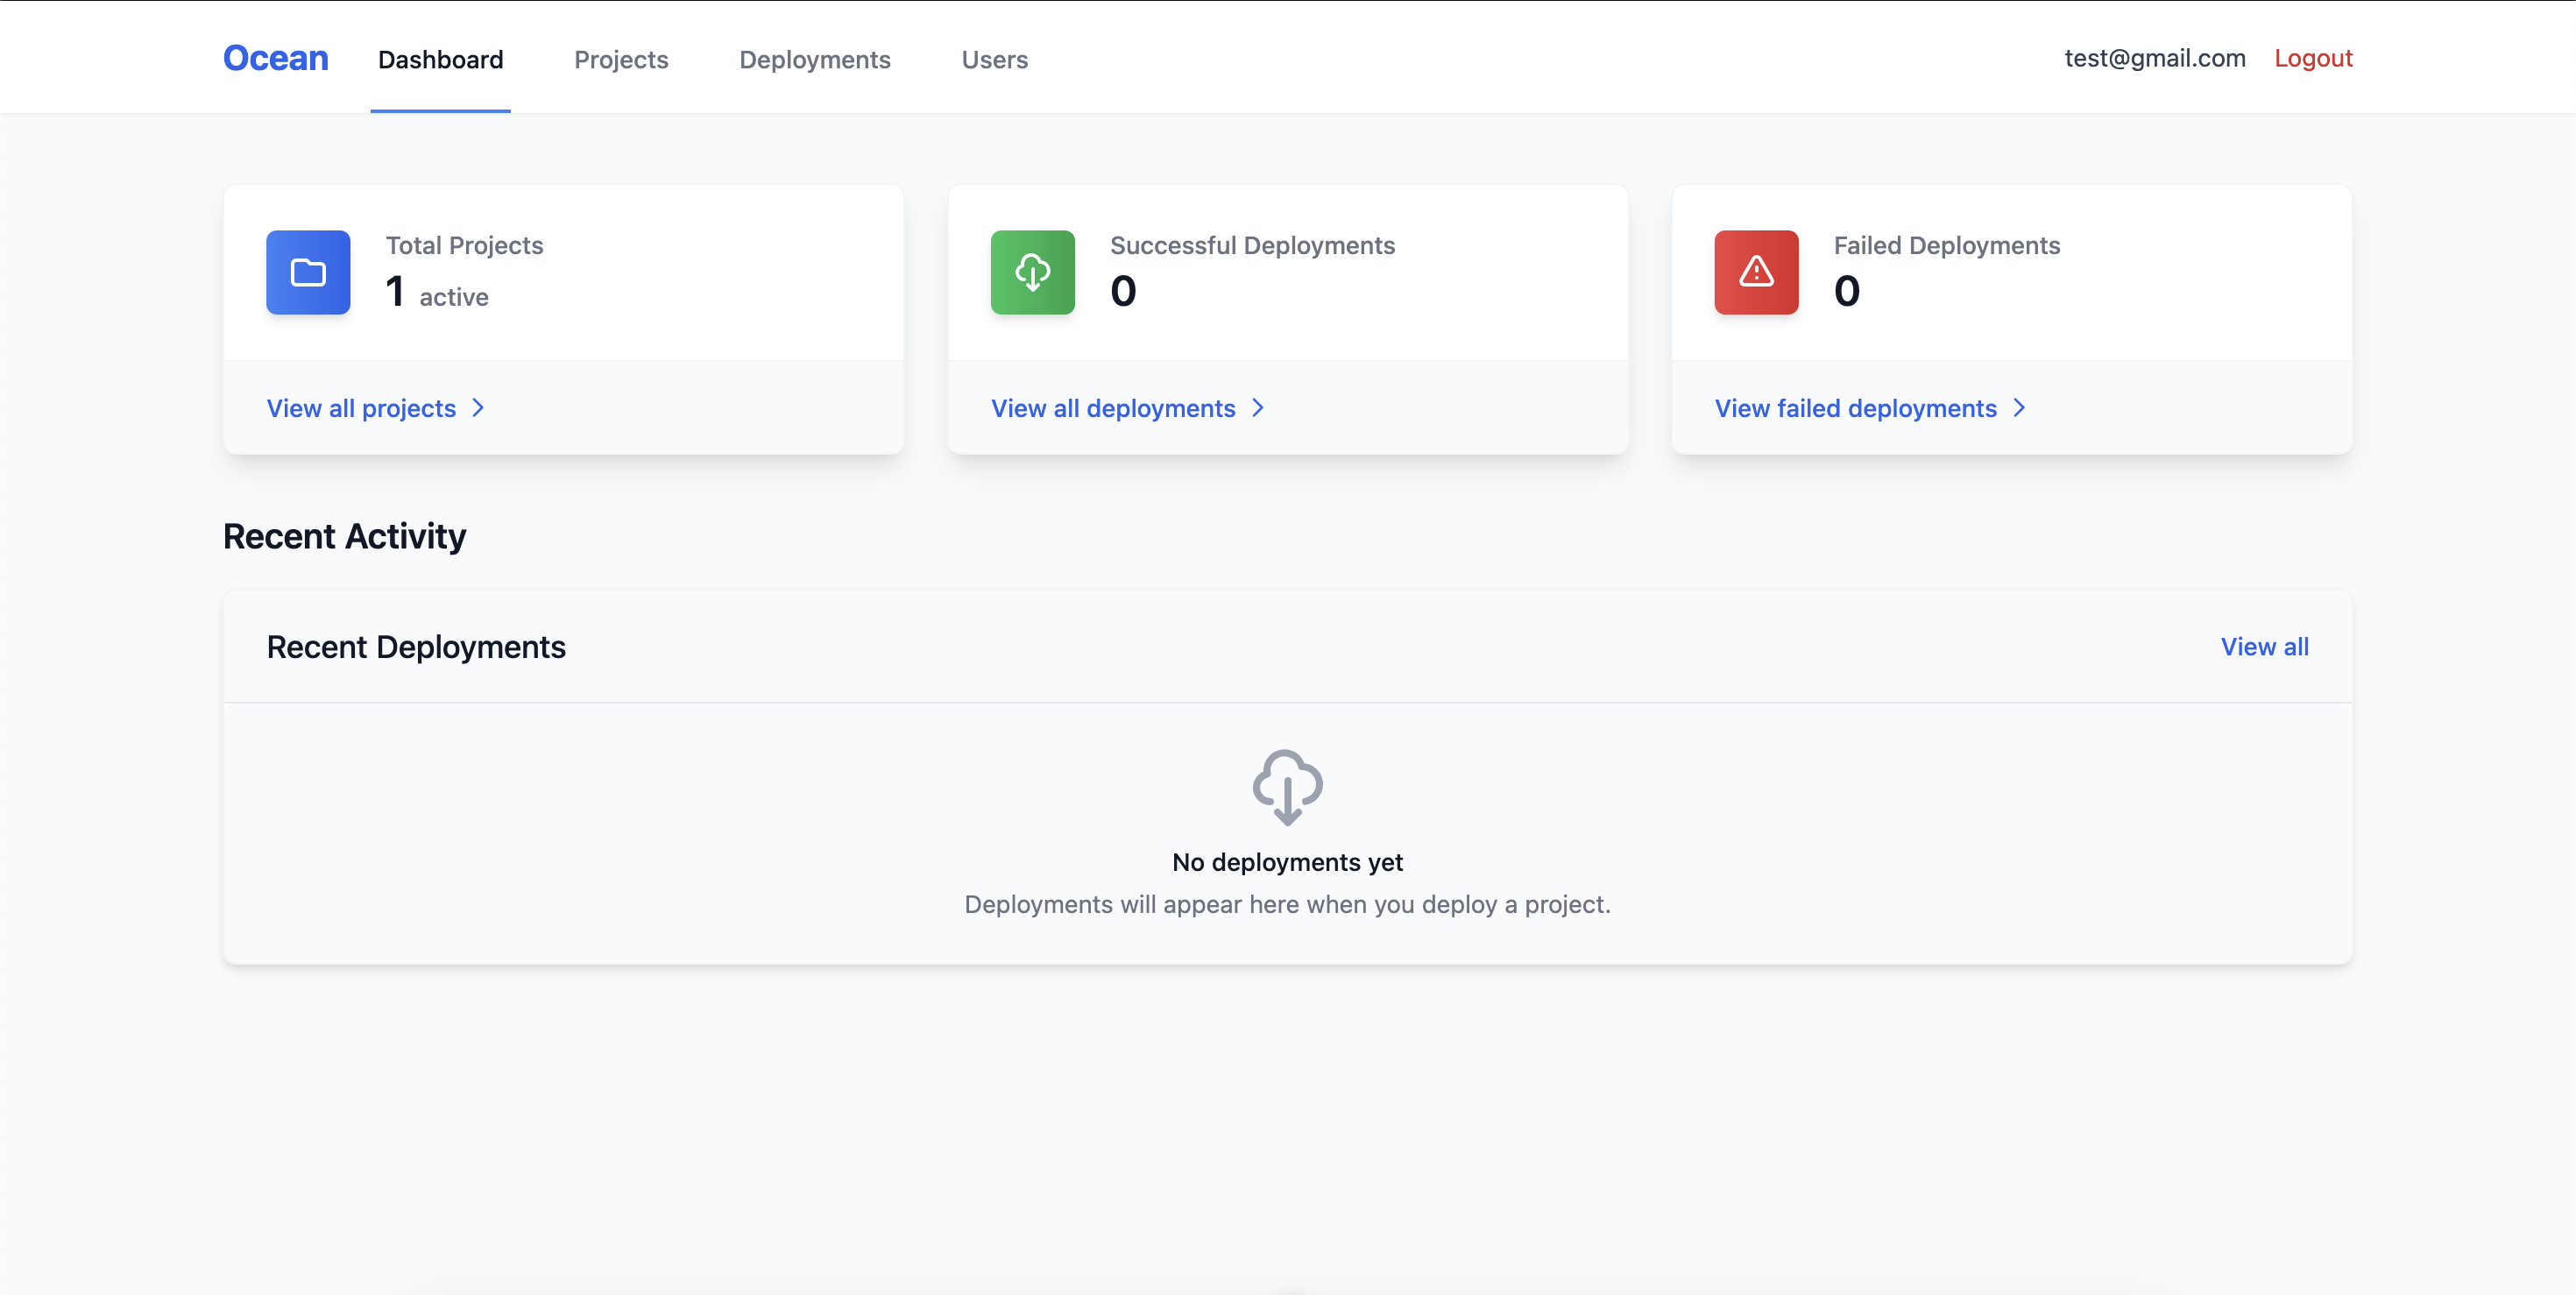 Ocean Dashboard Projects Deployments Users test@gmail.com Logout
Total Projects
1 active
View all projects
Successful Deployments
0
View all deployments
Failed Deployments
0
View failed deployments
Recent Activity
Recent Deployments View all
No deployments yet
Deployments will appear here when you deploy a project.